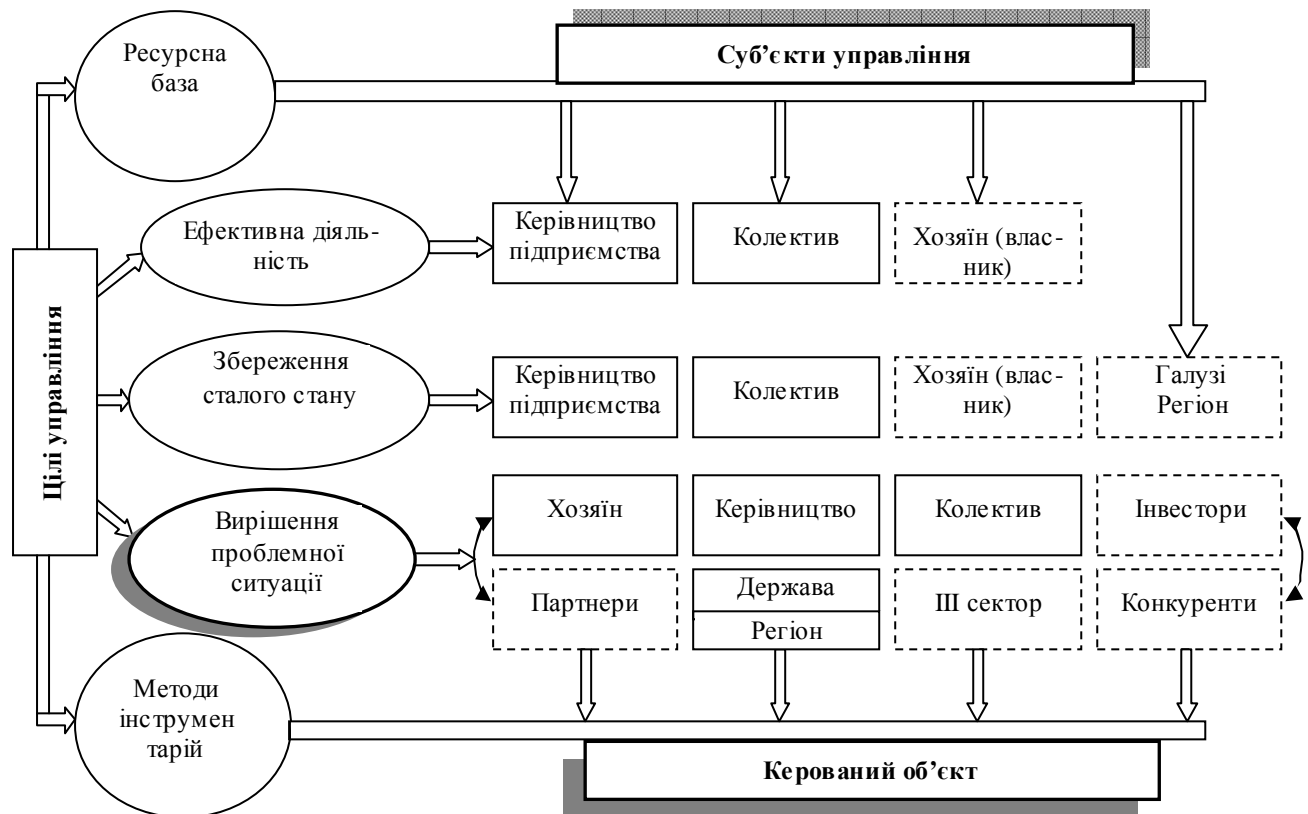 Ресурсна
база
Суб’єкти управління
Ефективна діяль-
ність
Керівництво
підприємства
Колектив
Хозяїн (влас-
ник)
Цілі управління
Збереження
сталого стану
Керівництво
підприємства
Колектив
Хозяїн (влас-
ник)
Галузі
Регіон
Вирішення
проблемної
ситуації
Хозяїн
Керівництво
Колектив
Інвестори
Партнери
Держава
Регіон
ІІІ сектор
Конкуренти
Методи
інструмен
тарій
Керований об’єкт